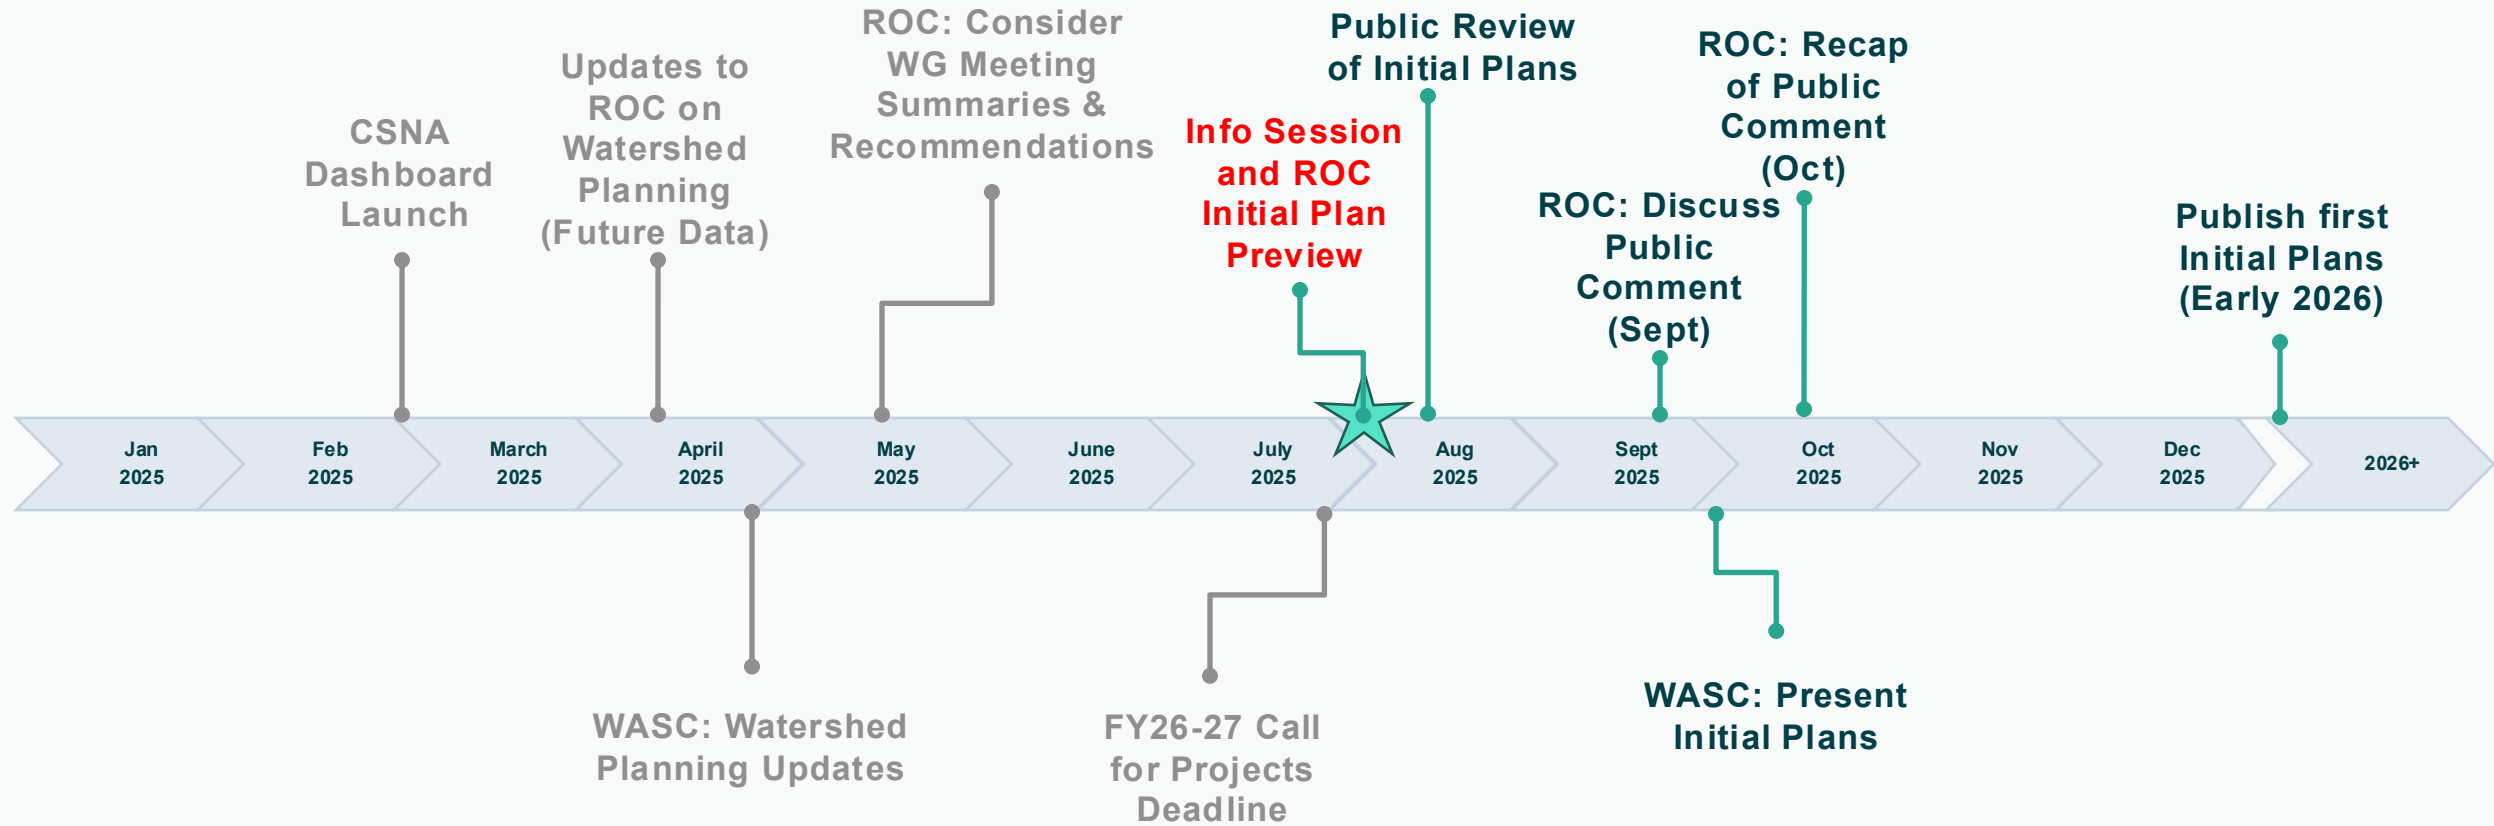 CSNA
Dashboard
Launch
Updates to
ROC on
Watershed
Planning
(Future Data)
ROC: Consider
WG Meeting
Summaries &
Recommendations
Info Session
and ROC
Initial Plan
Preview
Public Review
of Initial Plans
ROC: Discuss
Public
Comment
(Sept)
ROC: Recap
of Public
Comment
(Oct)
Publish first
Initial Plans
(Early 2026)
Jan
2025
Feb
2025
March
2025
April
2025
May
2025
June
2025
July
2025
Aug
2025
Sept
2025
Oct
2025
Nov
2025
Dec
2025
2026+
WASC: Watershed
Planning Updates
FY26-27 Call
for Projects
Deadline
WASC: Present
Initial Plans